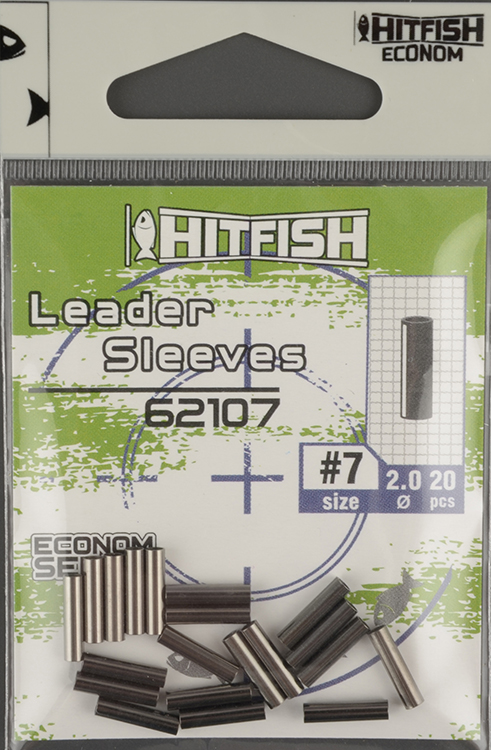 HITFISH
ECONOM
HITFISH
Leader
Sleeves
62107
#7
size
2.0
Ø
20
pcs
ECONOM
SE